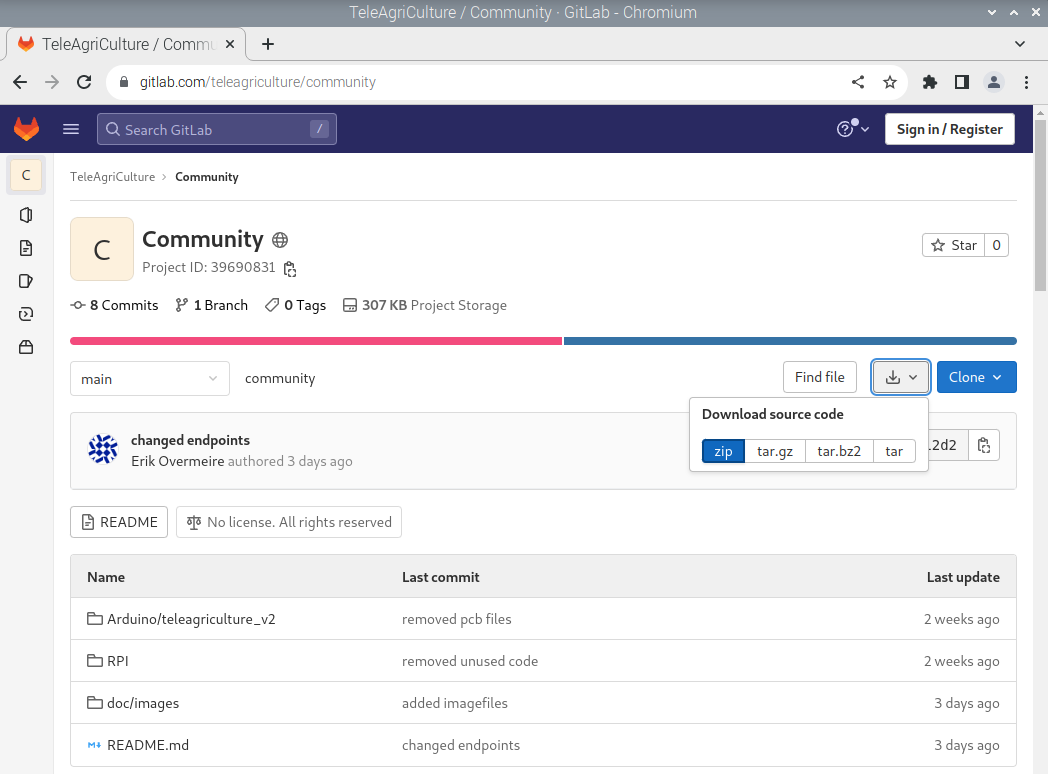 TeleAgriCulture / Community · GitLab - Chromium
TeleAgriCulture / Commu
gitlab.com/teleagriculture/community
Search GitLab /
Sign in / Register
C
TeleAgriCulture › Community
C
Community
Project ID: 39690831
Star 0
8 Commits 1 Branch 0 Tags 307 KB Project Storage
main
community
Find file
Clone
Download source code
zip tar.gz tar.bz2 tar
changed endpoints
Erik Overmeire authored 3 days ago
2d2
README
No license. All rights reserved
Name Last commit Last update
Arduino/teleagriculture_v2 removed pcb files 2 weeks ago
RPI removed unused code 2 weeks ago
doc/images added imagefiles 3 days ago
README.md changed endpoints 3 days ago